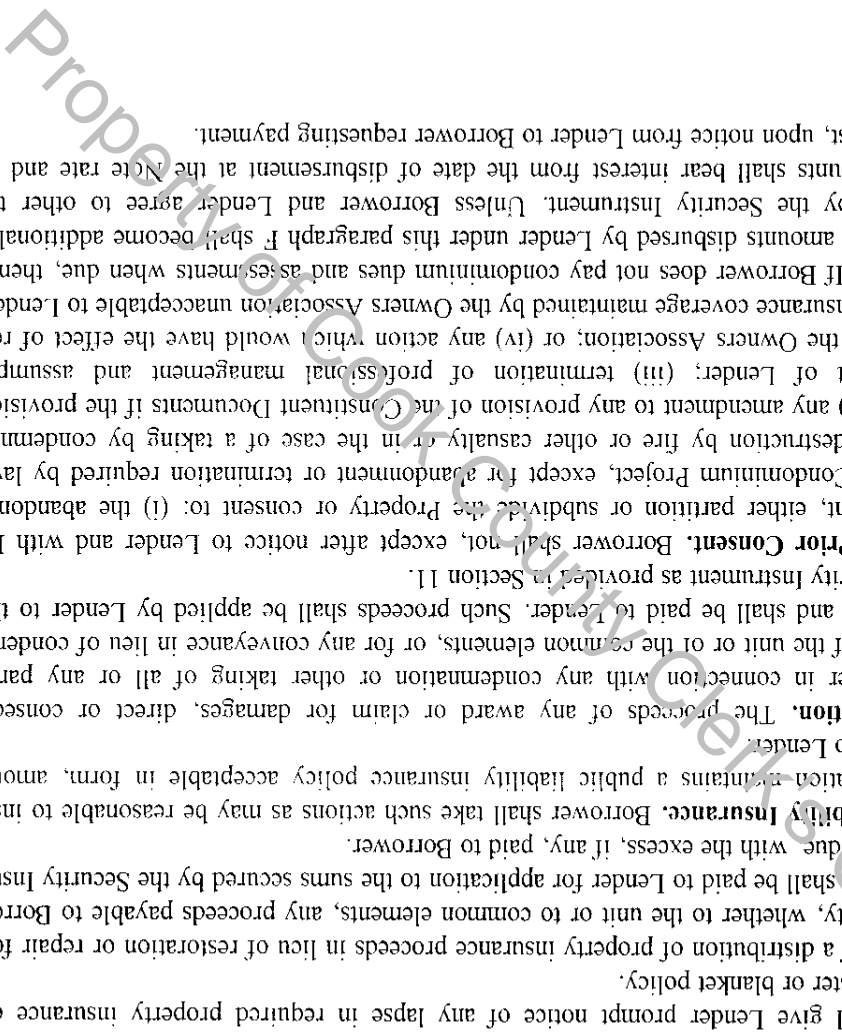 l give Lender prompt notice of any lapse in required property insurance c
ter or blanket policy.
a distribution of property insurance proceeds in lieu of restoration or repair fo
ty, whether to the unit or to common elements, any proceeds payable to Borro
shall be paid to Lender for application to the sums secured by the Security Inst
due with the excess, if any, paid to Borrower.
bility Insurance. Borrower shall take such actions as may be reasonable to ins
ation maintains a public liability insurance policy acceptable in form, amou
o Lender.
tion. The proceeds of any award or claim for damages, direct or consec
er in connection with any condemnation or other taking of all or any par
f the unit or of the common elements, or for any conveyance in lieu of conder
and shall be paid to Lender. Such proceeds shall be applied by Lender to th
rity Instrument as provided in Section 11.
Prior Consent. Borrower shall not, except after notice to Lender and with L
nt, either partition or subdivide the Property or consent to: (i) the abandon
Condominium Project, except for abandonment or termination required by law
destruction by fire or other casualty or in the case of a taking by condemn
) any amendment to any provision of the Constituent Documents if the provisio
t of Lender; (iii) termination of professional management and assump
the Owners Association; or (iv) any action which would have the effect of re
nsurance coverage maintained by the Owners Association unacceptable to Lende
If Borrower does not pay condominium dues and assessments when due, then
amounts disbursed by Lender under this paragraph F shall become additional
by the Security Instrument. Unless Borrower and Lender agree to other t
unts shall bear interest from the date of disbursement at the Note rate and
st, upon notice from Lender to Borrower requesting payment.
Property of Cook County Clerk's O